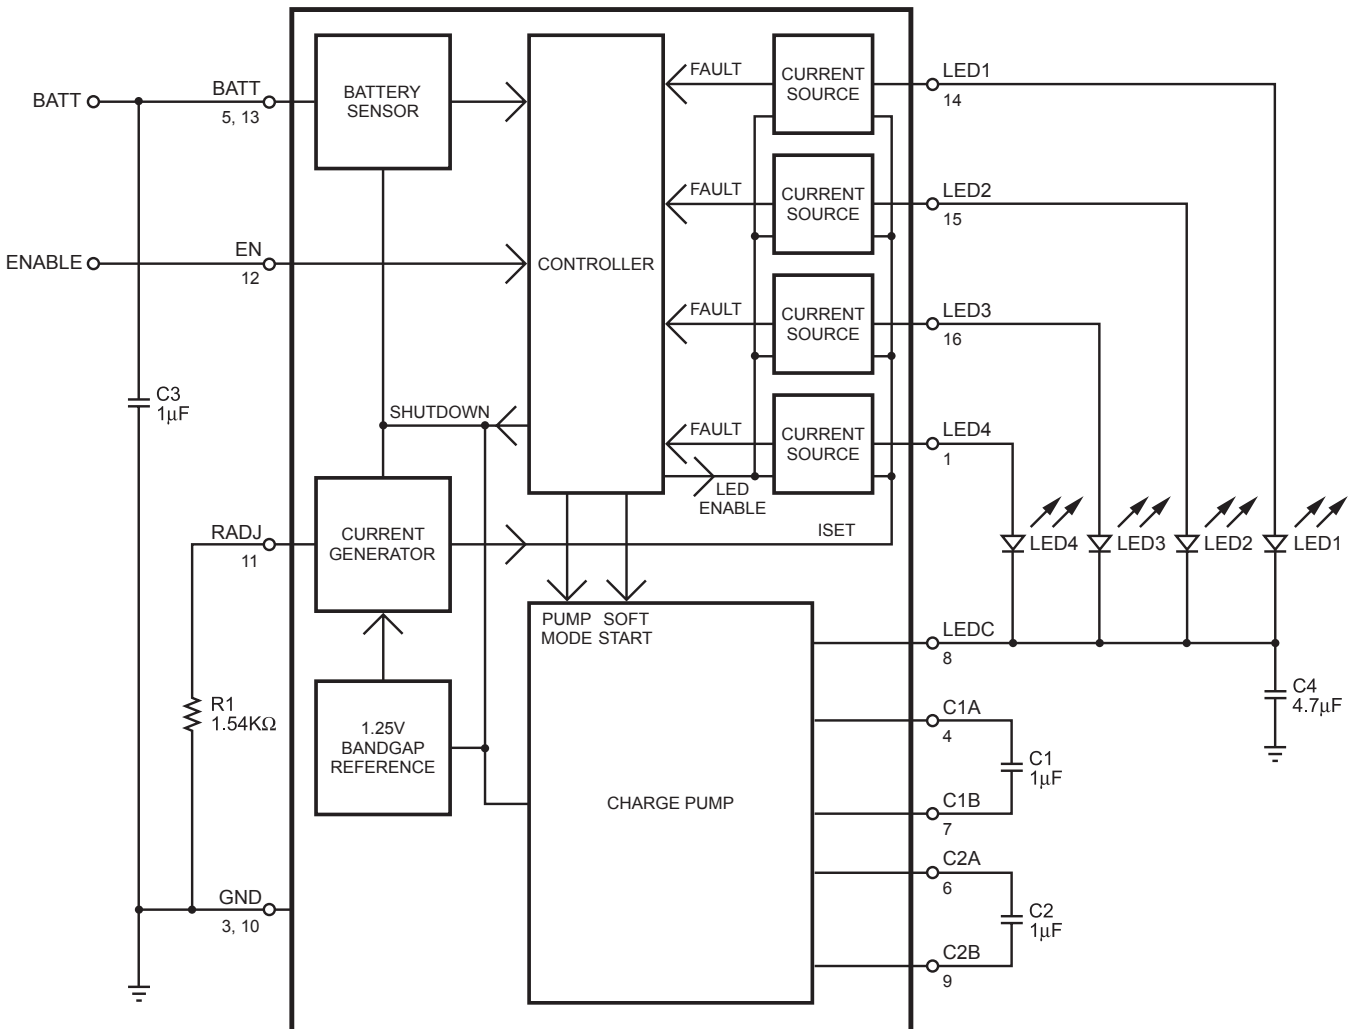 BATT
BATT
5, 13
BATTERY
SENSOR
ENABLE
EN
12
C3
1µF
SHUTDOWN
CONTROLLER
FAULT
FAULT
FAULT
FAULT
LED
ENABLE
CURRENT
SOURCE
CURRENT
SOURCE
CURRENT
SOURCE
CURRENT
SOURCE
LED1
14
LED2
15
LED3
16
LED4
1
RADJ
11
CURRENT
GENERATOR
ISET
LED4
LED3
LED2
LED1
R1
1.54KΩ
1.25V
BANDGAP
REFERENCE
PUMP
MODE
SOFT
START
CHARGE PUMP
LEDC
8
C4
4.7µF
C1A
4
C1
1µF
C1B
7
C2A
6
C2
1µF
C2B
9
GND
3, 10